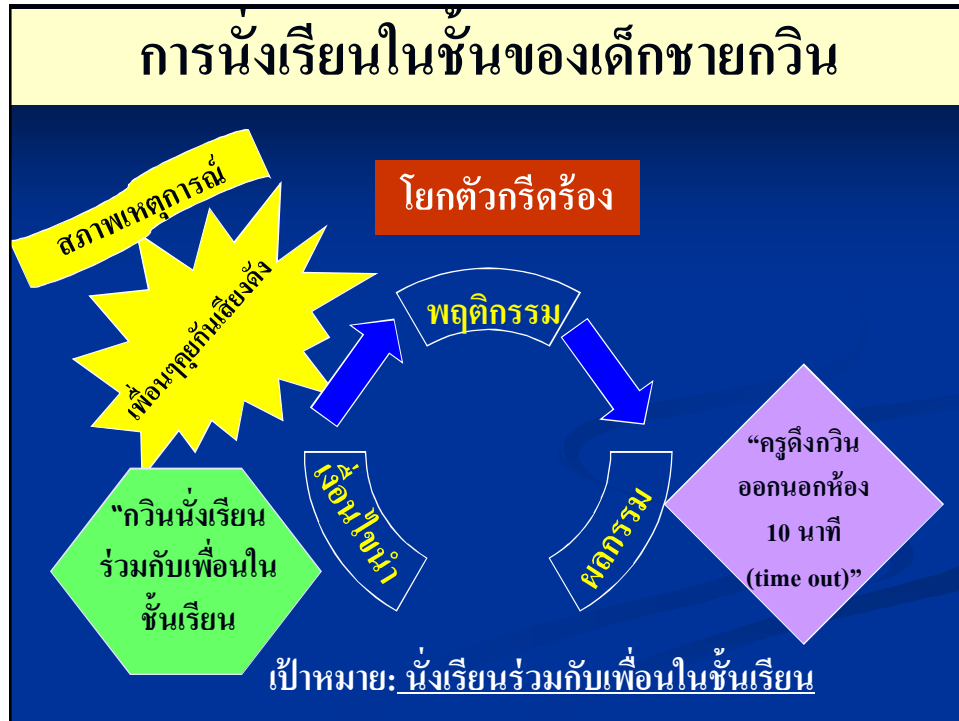 การนั่งเรียนในชั้นของเด็กชายกวิน
สภาพเหตุการณ์
โยกตัวกรีดร้อง
เพื่อนๆคุยกันเสียงดัง
พฤติกรรม
เงื่อนไขนำ
ผลกรรม
“ครูดึงกวิน
ออกนอกห้อง
10 นาที
(time out)”
“กวินนั่งเรียน
ร่วมกับเพื่อนใน
ชั้นเรียน
เป้าหมาย: นั่งเรียนร่วมกับเพื่อนในชั้นเรียน